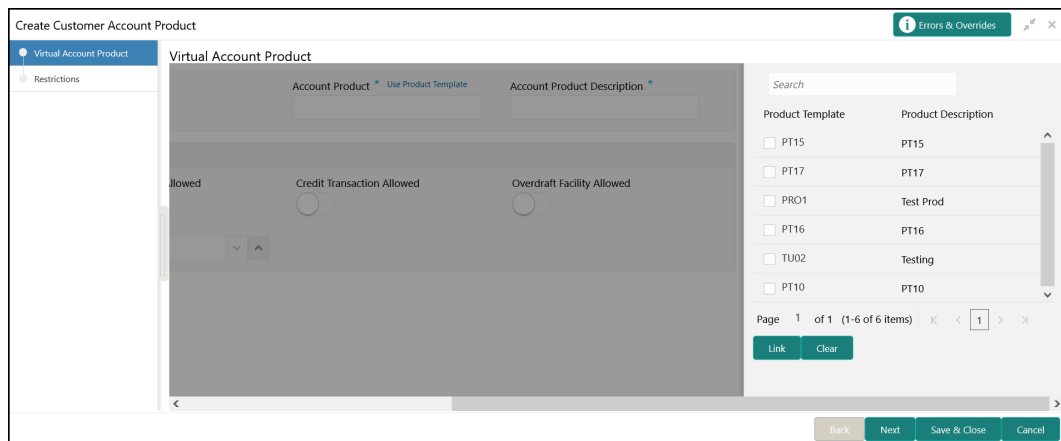 Create Customer Account Product
Errors & Overrides
Virtual Account Product
Restrictions
Virtual Account Product
Account Product * Use Product Template
Account Product Description *
llowed
Credit Transaction Allowed
Overdraft Facility Allowed
Search
Product Template Product Description
PT15 PT15
PT17 PT17
PRO1 Test Prod
PT16 PT16
TU02 Testing
PT10 PT10
Page 1 of 1 (1-6 of 6 items) 1
Link Clear
Back Next Save & Close Cancel